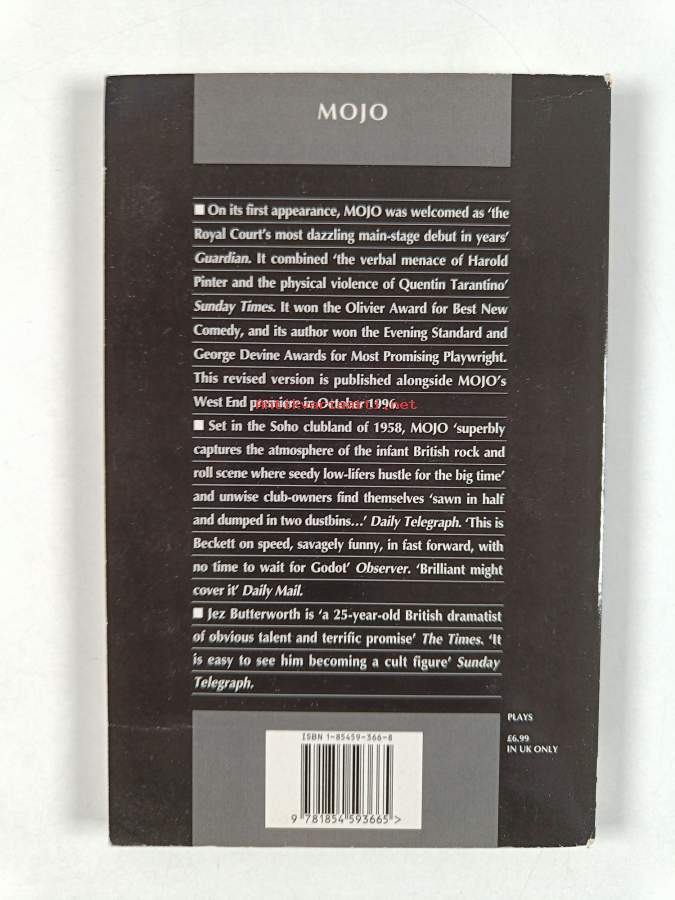 MOJO
■ On its first appearance, MOJO was welcomed as ‘the
Royal Court’s most dazzling main-stage debut in years’
Guardian. It combined ‘the verbal menace of Harold
Pinter and the physical violence of Quentin Tarantino’
Sunday Times. It won the Olivier Award for Best New
Comedy, and its author won the Evening Standard and
George Devine Awards for Most Promising Playwright.
This revised version is published alongside MOJO’s
West End premiere in October 1996.
■ Set in the Soho clubland of 1958, MOJO ‘superbly
captures the atmosphere of the infant British rock and
roll scene where seedy low-lifers hustle for the big time’
and unwise club-owners find themselves ‘sawn in half
and dumped in two dustbins...’ Daily Telegraph. ‘This is
Beckett on speed, savagely funny, in fast forward, with
no time to wait for Godot’ Observer. ‘Brilliant might
cover it’ Daily Mail.
■ Jez Butterworth is ‘a 25-year-old British dramatist
of obvious talent and terrific promise’ The Times. ‘It
is easy to see him becoming a cult figure’ Sunday
Telegraph.
PLAYS
£6.99
IN UK ONLY
ISBN 1-85459-366-8
9 781854 593665 >